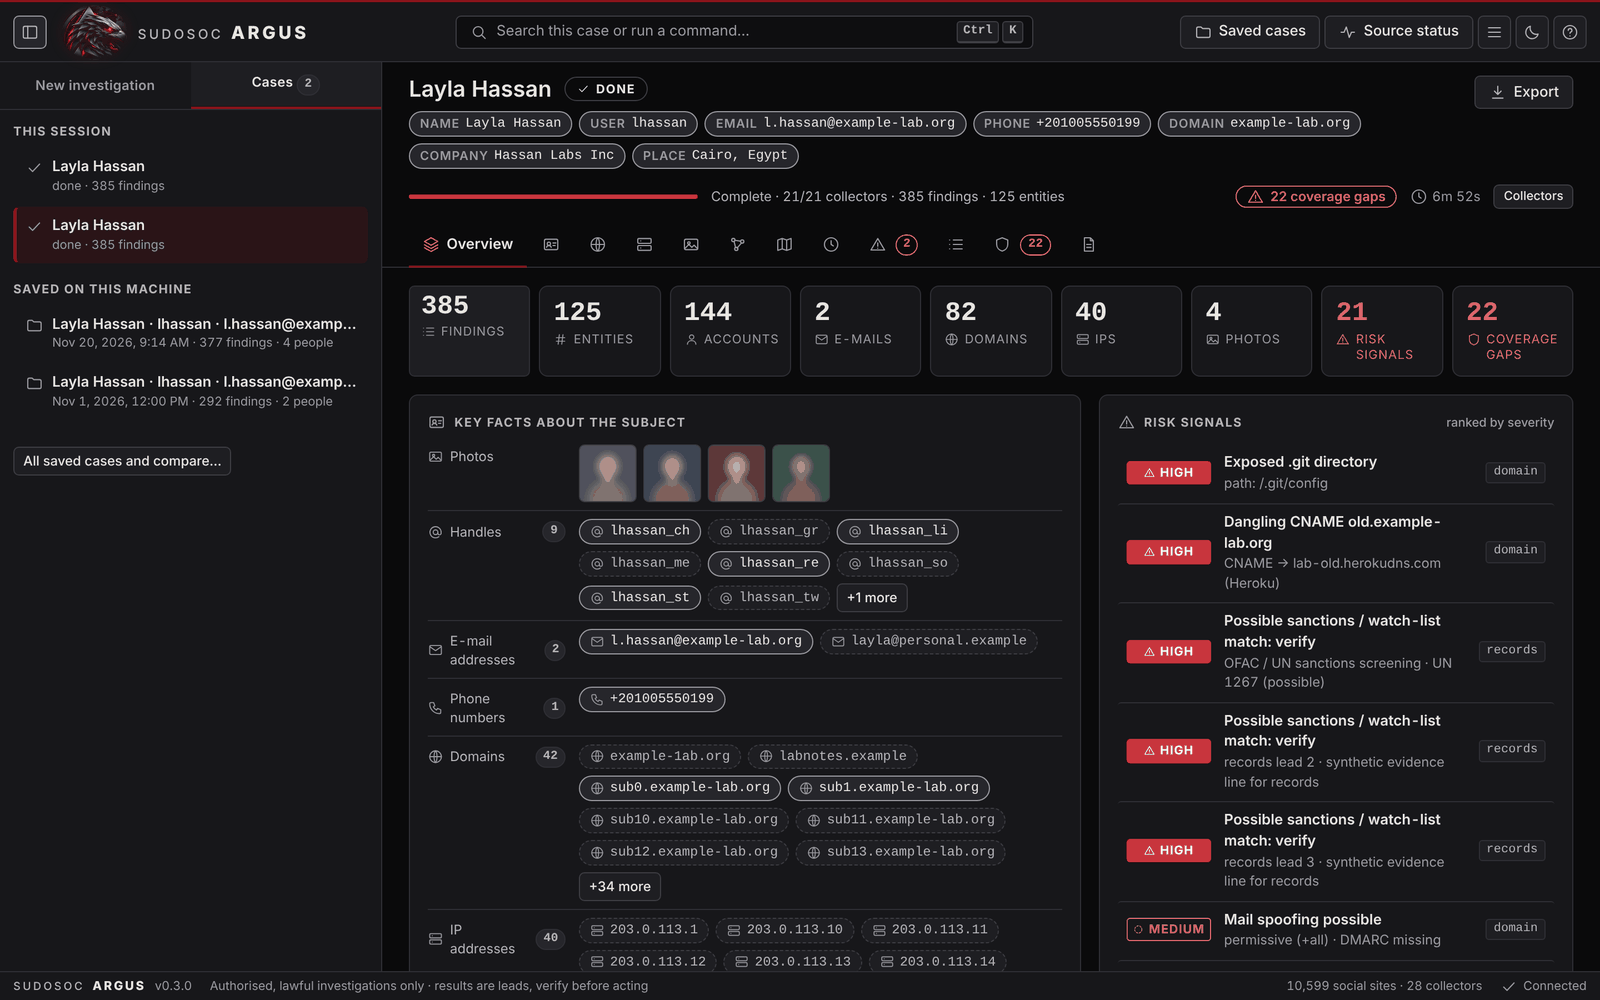 SUDOSOC ARGUS
Search this case or run a command...
Ctrl K
Saved cases
Source status
New investigation
Cases 2
THIS SESSION
Layla Hassan
done · 385 findings
Layla Hassan
done · 385 findings
SAVED ON THIS MACHINE
Layla Hassan · lhassan · l.hassan@examp...
Nov 20, 2026, 9:14 AM · 377 findings · 4 people
Layla Hassan · lhassan · l.hassan@examp...
Nov 1, 2026, 12:00 PM · 292 findings · 2 people
All saved cases and compare...
Layla Hassan
DONE
Export
NAME Layla Hassan
USER lhassan
EMAIL l.hassan@example-lab.org
PHONE +201005550199
DOMAIN example-lab.org
COMPANY Hassan Labs Inc
PLACE Cairo, Egypt
Complete · 21/21 collectors · 385 findings · 125 entities
22 coverage gaps
6m 52s
Collectors
Overview
2
22
385
FINDINGS
125
ENTITIES
144
ACCOUNTS
2
E-MAILS
82
DOMAINS
40
IPS
4
PHOTOS
21
RISK
SIGNALS
22
COVERAGE
GAPS
KEY FACTS ABOUT THE SUBJECT
Photos
Handles 9
lhassan_ch
lhassan_gr
lhassan_li
lhassan_me
lhassan_re
lhassan_so
lhassan_st
lhassan_tw
+1 more
E-mail
addresses
2
l.hassan@example-lab.org
layla@personal.example
Phone
numbers
1
+201005550199
Domains 42
example-1ab.org
labnotes.example
sub0.example-lab.org
sub1.example-lab.org
sub10.example-lab.org
sub11.example-lab.org
sub12.example-lab.org
sub13.example-lab.org
+34 more
IP
addresses
40
203.0.113.1
203.0.113.10
203.0.113.11
203.0.113.12
203.0.113.13
203.0.113.14
RISK SIGNALS
ranked by severity
HIGH
Exposed .git directory
path: /.git/config
domain
HIGH
Dangling CNAME old.example-
lab.org
CNAME → lab-old.herokudns.com
(Heroku)
domain
HIGH
Possible sanctions / watch-list
match: verify
OFAC / UN sanctions screening · UN
1267 (possible)
records
HIGH
Possible sanctions / watch-list
match: verify
records lead 2 · synthetic evidence
line for records
records
HIGH
Possible sanctions / watch-list
match: verify
records lead 3 · synthetic evidence
line for records
records
MEDIUM
Mail spoofing possible
permissive (+all) · DMARC missing
domain
SUDOSOC ARGUS v0.3.0
Authorised, lawful investigations only · results are leads, verify before acting
10,599 social sites · 28 collectors
Connected